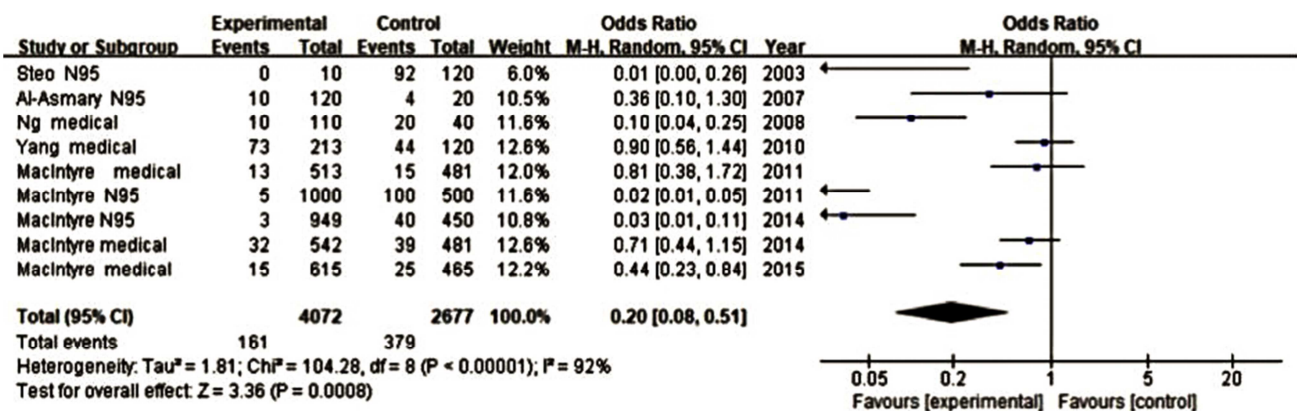 Experimental Control Odds Ratio Odds Ratio
Study or Subgroup Events Total Events Total Weight M-H, Random, 95% CI Year M-H, Random, 95% CI
Steo N95 0 10 92 120 6.0% 0.01 [0.00, 0.26] 2003
Al-Asmary N95 10 120 4 20 10.5% 0.36 [0.10, 1.30] 2007
Ng medical 10 110 20 40 11.6% 0.10 [0.04, 0.25] 2008
Yang medical 73 213 44 120 12.6% 0.90 [0.56, 1.44] 2010
MacIntyre medical 13 513 15 481 12.0% 0.81 [0.38, 1.72] 2011
MacIntyre N95 5 1000 100 500 11.6% 0.02 [0.01, 0.05] 2011
MacIntyre N95 3 949 40 450 10.8% 0.03 [0.01, 0.11] 2014
MacIntyre medical 32 542 39 481 12.6% 0.71 [0.44, 1.15] 2014
MacIntyre medical 15 615 25 465 12.2% 0.44 [0.23, 0.84] 2015
Total (95% CI) 4072 2677 100.0% 0.20 [0.08, 0.51]
Total events 161 379
Heterogeneity: Tau² = 1.81; Chi² = 104.28, df = 8 (P < 0.00001); I² = 92%
Test for overall effect: Z = 3.36 (P = 0.0008)
0.05 0.2 1 5 20
Favours [experimental] Favours [control]